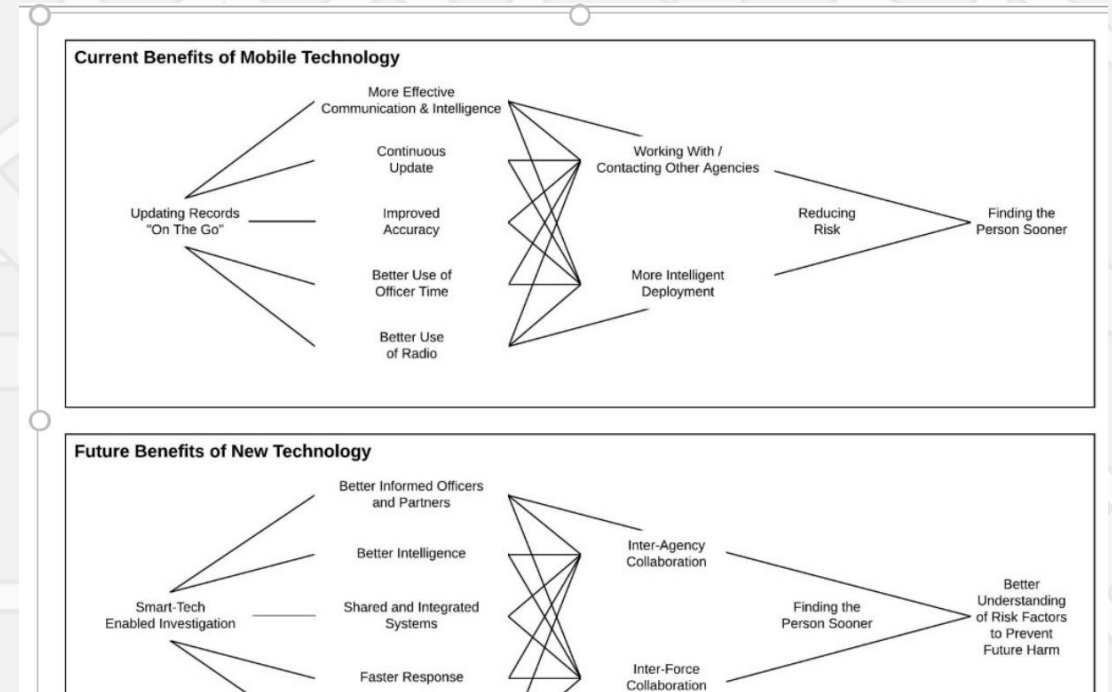 Current Benefits of Mobile Technology
More Effective
Communication & Intelligence
Continuous
Update
Working With /
Contacting Other Agencies
Updating Records
"On The Go"
Improved
Accuracy
Reducing
Risk
Finding the
Person Sooner
Better Use of
Officer Time
More Intelligent
Deployment
Better Use
of Radio
Future Benefits of New Technology
Better Informed Officers
and Partners
Better Intelligence
Inter-Agency
Collaboration
Smart-Tech
Enabled Investigation
Shared and Integrated
Systems
Finding the
Person Sooner
Better
Understanding
of Risk Factors
to Prevent
Future Harm
Faster Response
Inter-Force
Collaboration